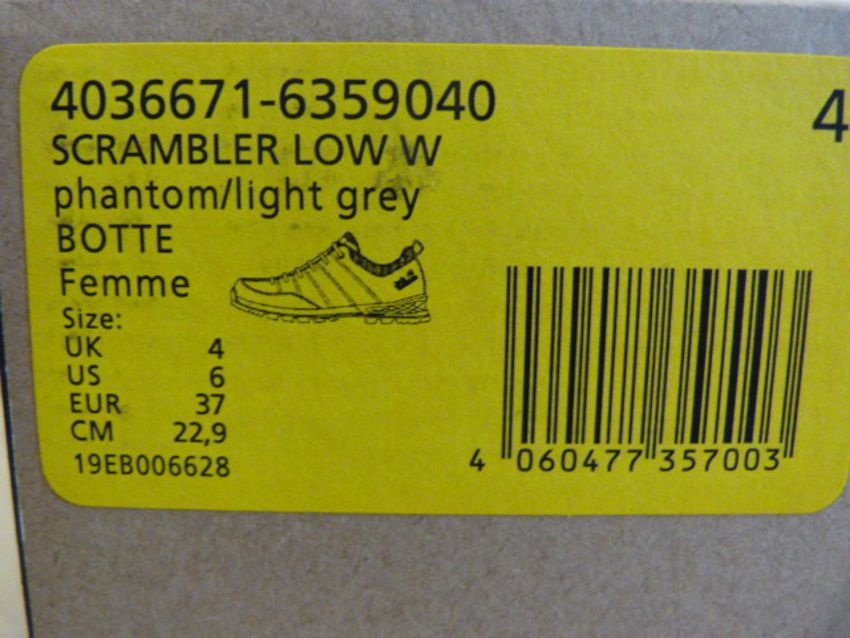 4036671-6359040
4
SCRAMBLER LOW W
phantom/light grey
BOTTE
Femme
Size:
UK 4
US 6
EUR 37
CM 22,9
19EB006628
4 060477 357003